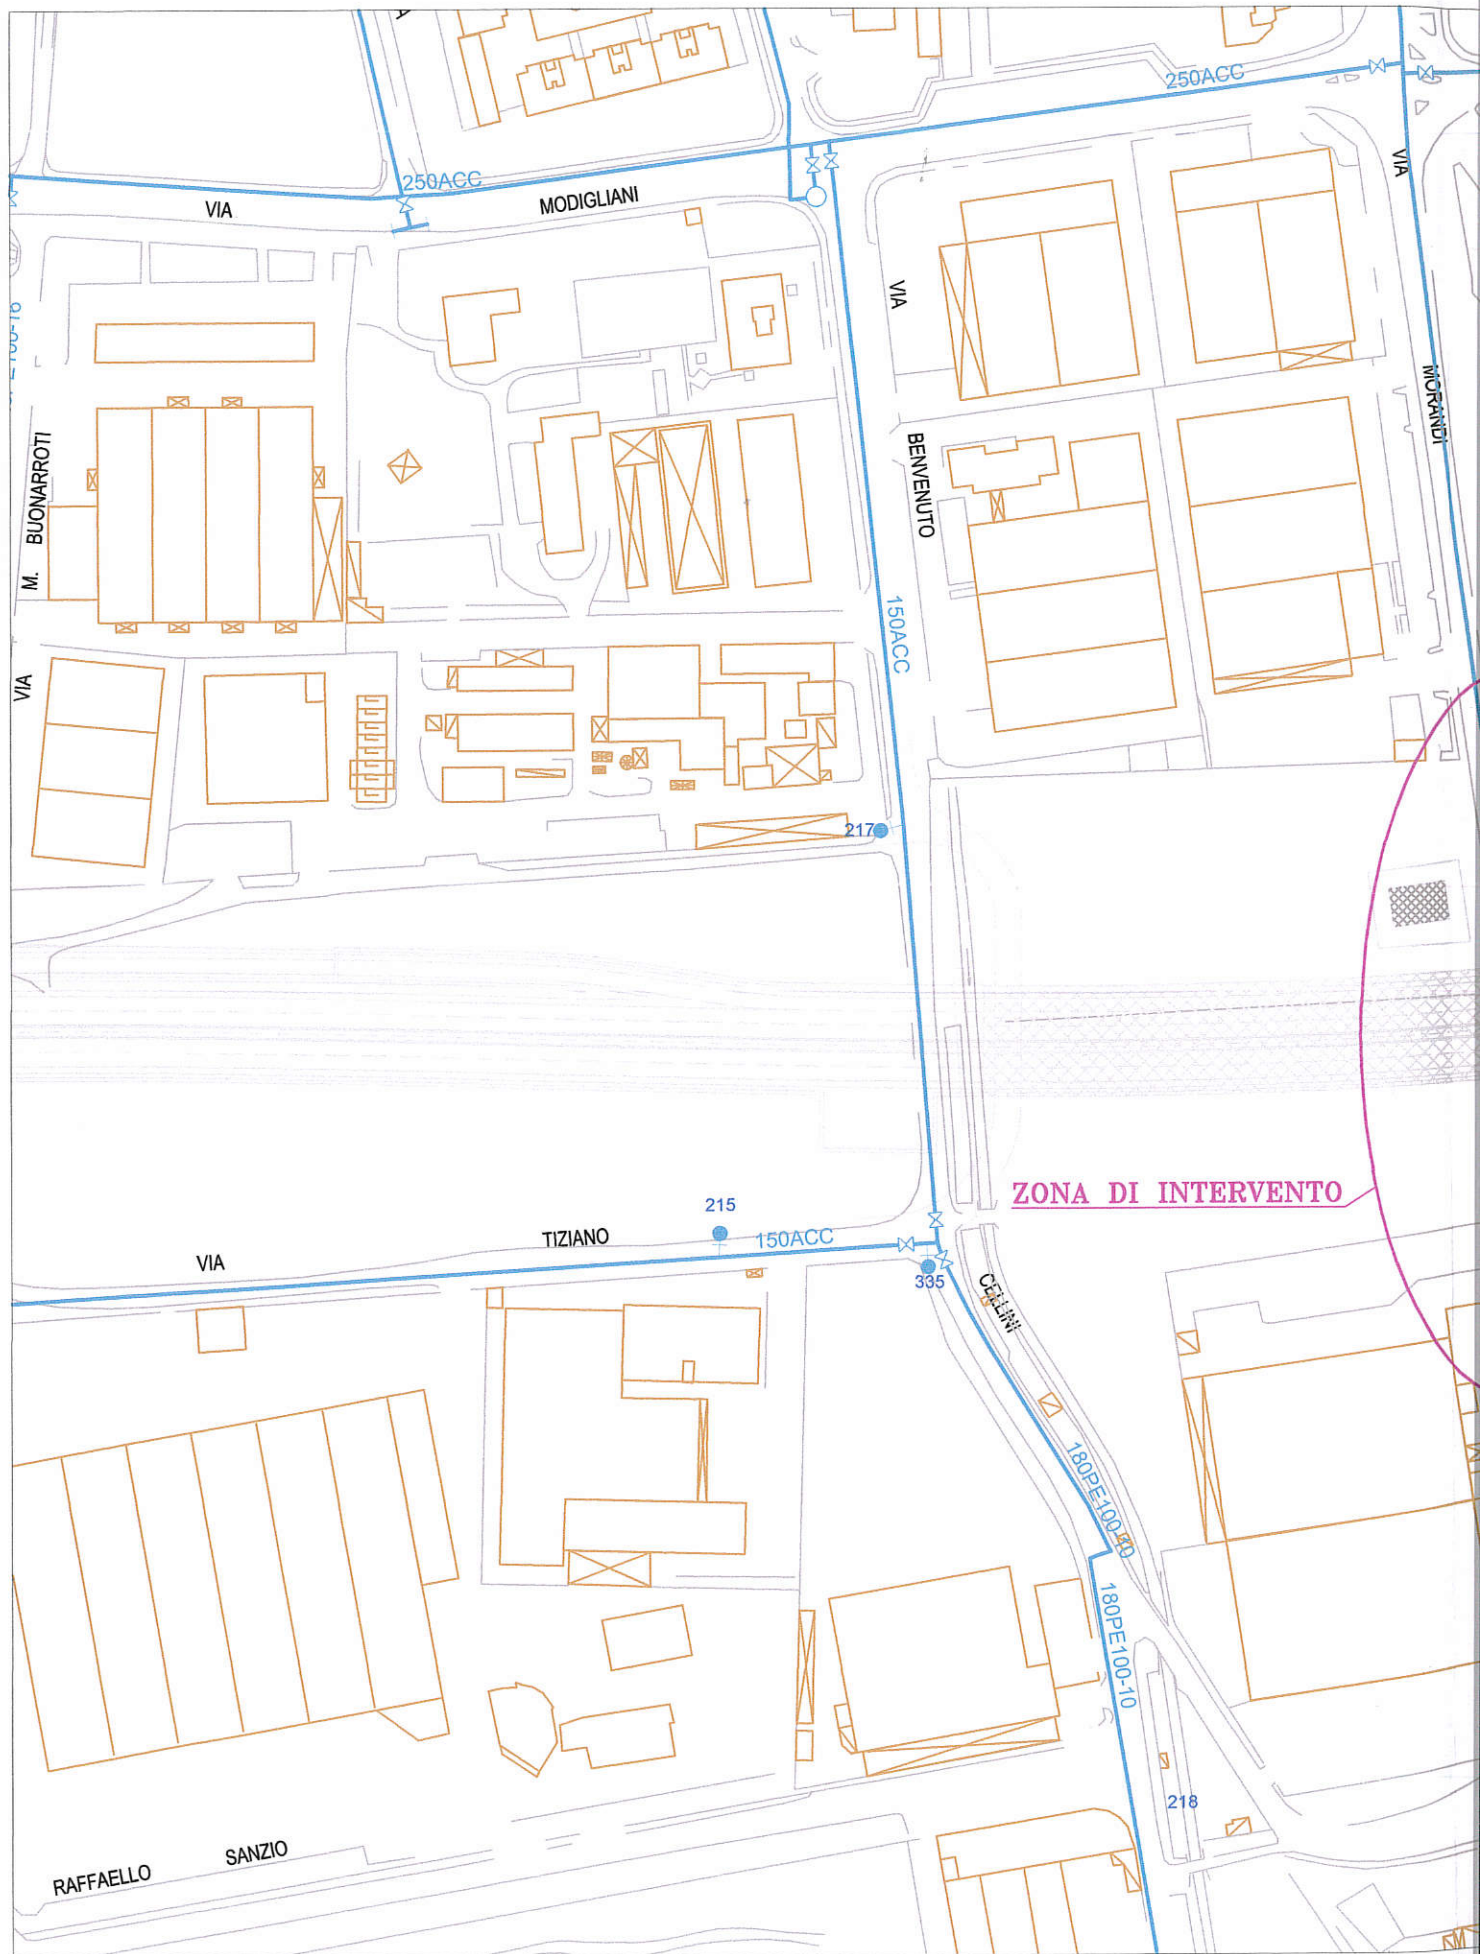 250ACC
250ACC
VIA MODIGLIANI
VIA MORANDI
VIA BENVENUTO
VIA M. BUONARROTI
150ACC
217
ZONA DI INTERVENTO
215
VIA TIZIANO
150ACC
335
CELLINI
180PE100-10
180PE100-10
218
RAFFAELLO SANZIO